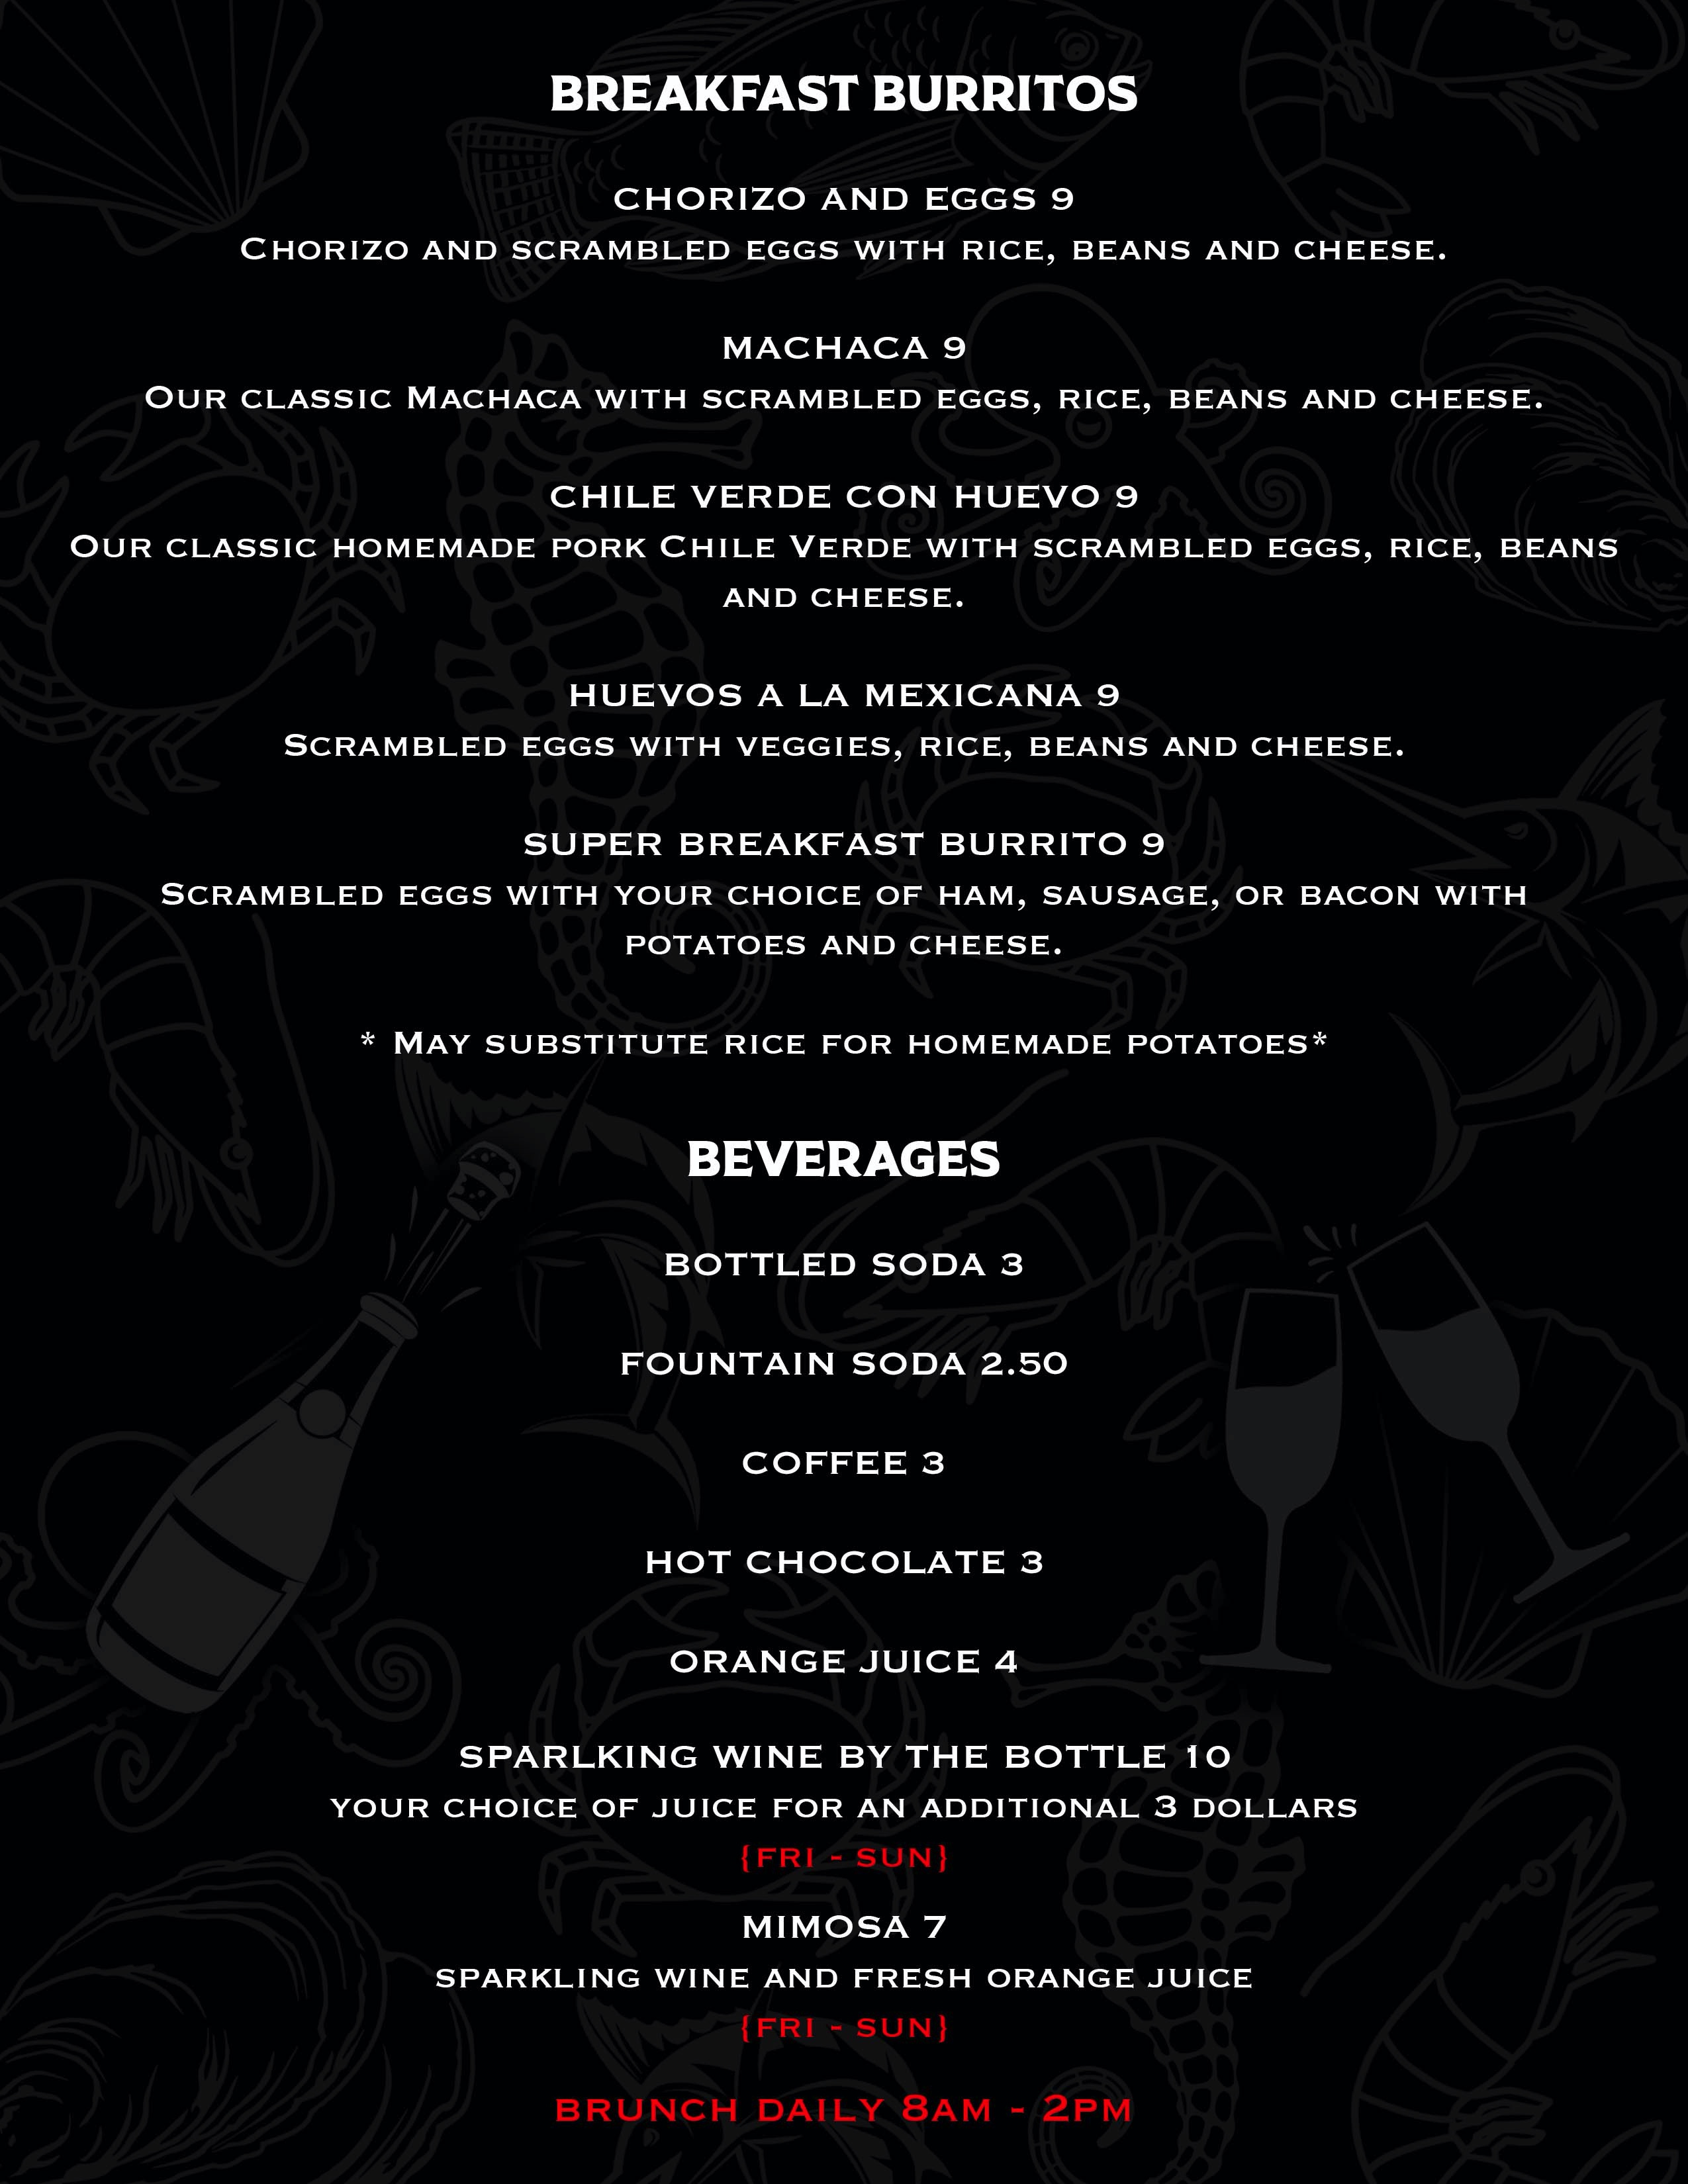 BREAKFAST BURRITOS
CHORIZO AND EGGS 9
CHORIZO AND SCRAMBLED EGGS WITH RICE, BEANS AND CHEESE.
MACHACA 9
OUR CLASSIC MACHACA WITH SCRAMBLED EGGS, RICE, BEANS AND CHEESE.
CHILE VERDE CON HUEVO 9
OUR CLASSIC HOMEMADE PORK CHILE VERDE WITH SCRAMBLED EGGS, RICE, BEANS
AND CHEESE.
HUEVOS A LA MEXICANA 9
SCRAMBLED EGGS WITH VEGGIES, RICE, BEANS AND CHEESE.
SUPER BREAKFAST BURRITO 9
SCRAMBLED EGGS WITH YOUR CHOICE OF HAM, SAUSAGE, OR BACON WITH
POTATOES AND CHEESE.
* MAY SUBSTITUTE RICE FOR HOMEMADE POTATOES*
BEVERAGES
BOTTLED SODA 3
FOUNTAIN SODA 2.50
COFFEE 3
HOT CHOCOLATE 3
ORANGE JUICE 4
SPARLKING WINE BY THE BOTTLE 10
YOUR CHOICE OF JUICE FOR AN ADDITIONAL 3 DOLLARS
{FRI - SUN}
MIMOSA 7
SPARKLING WINE AND FRESH ORANGE JUICE
{FRI - SUN}
BRUNCH DAILY 8AM - 2PM